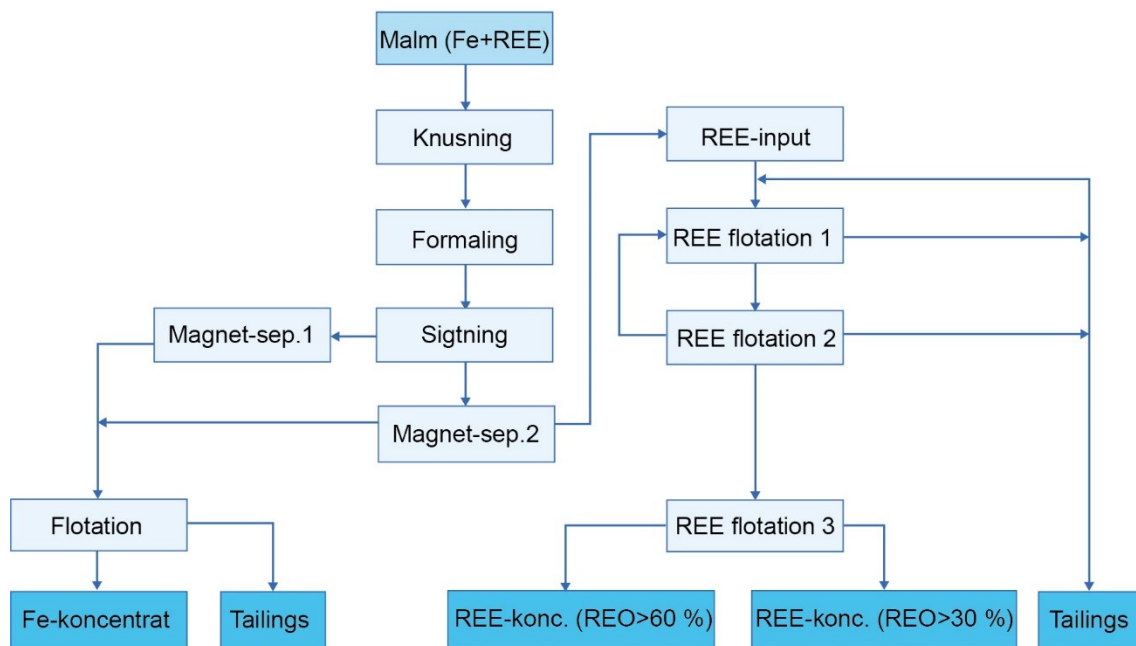 Malm (Fe+REE)
Knusning
REE-input
Formaling
REE flotation 1
Magnet-sep.1
Sigtning
REE flotation 2
Magnet-sep.2
Flotation
REE flotation 3
Fe-koncentrat
Tailings
REE-konc. (REO>60 %)
REE-konc. (REO>30 %)
Tailings